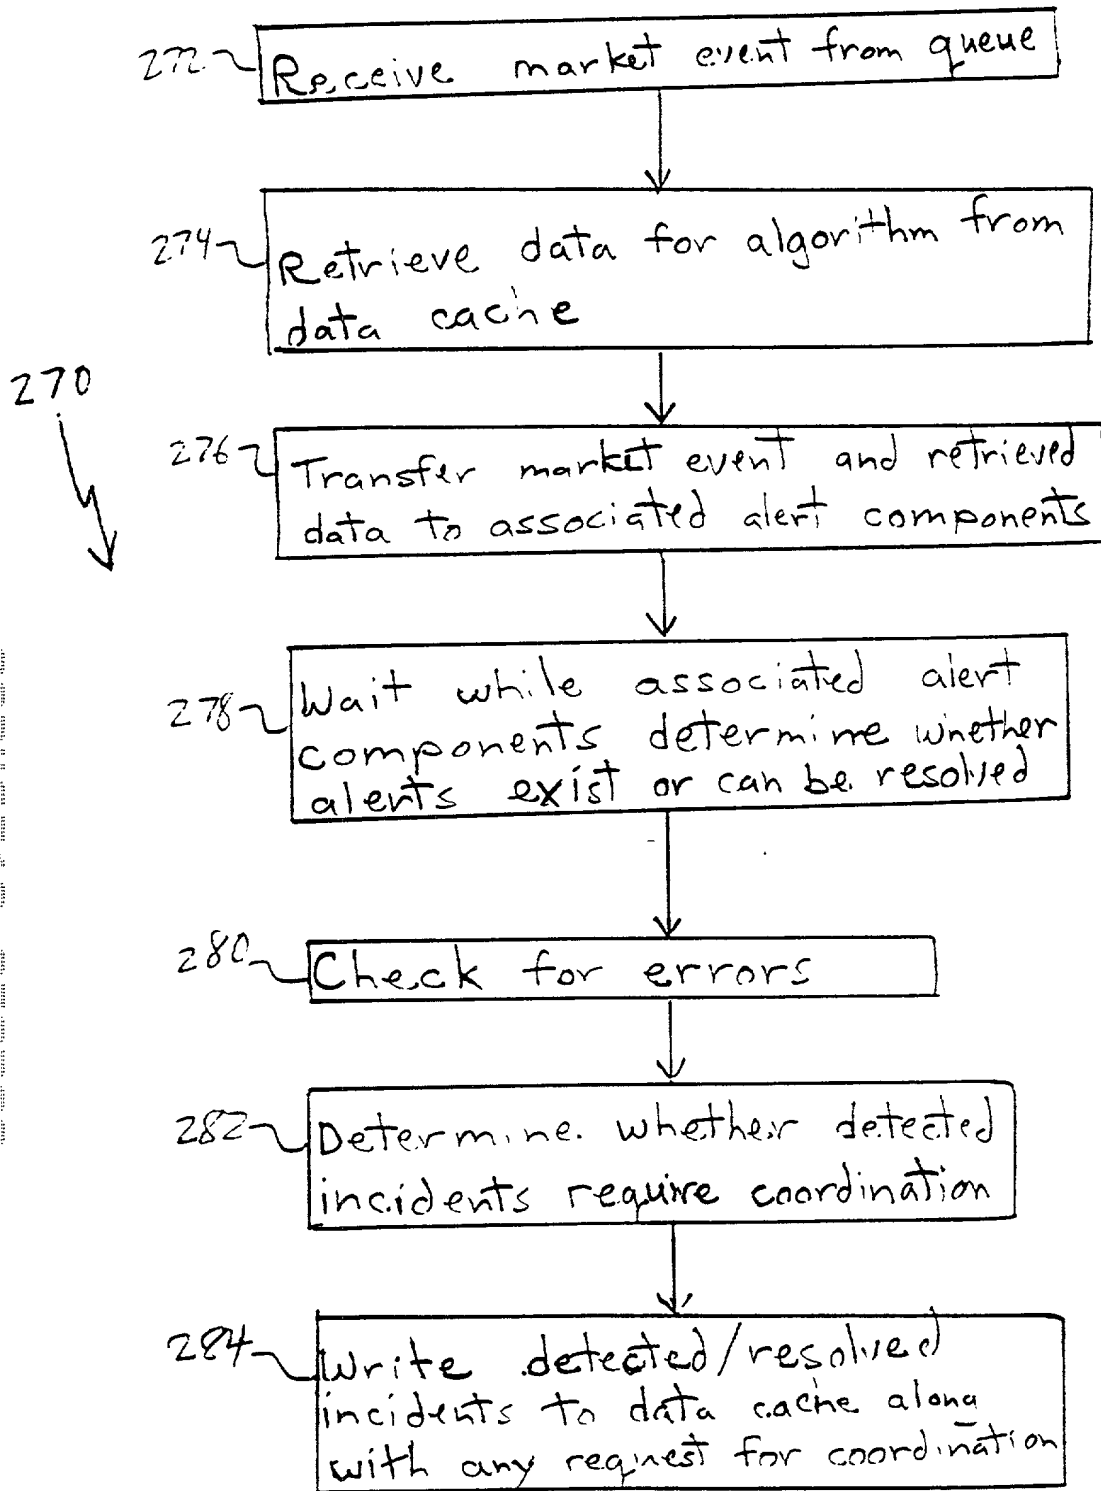 272
Receive market event from queue
274
Retrieve data for algorithm from
data cache
270
276
Transfer market event and retrieved
data to associated alert components
278
Wait while associated alert
components determine whether
alerts exist or can be resolved
280
Check for errors
282
Determine whether detected
incidents require coordination
284
Write detected/resolved
incidents to data cache along
with any request for coordination